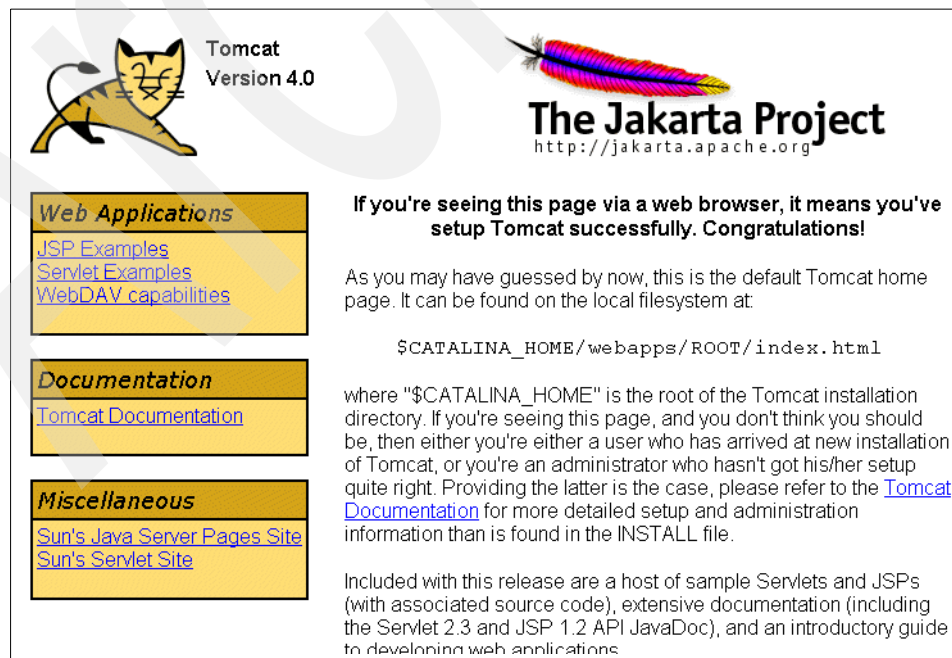 Tomcat
Version 4.0
The Jakarta Project
http://jakarta.apache.org
Web Applications
JSP Examples
Servlet Examples
WebDAV capabilities
Documentation
Tomcat Documentation
Miscellaneous
Sun's Java Server Pages Site
Sun's Servlet Site
If you're seeing this page via a web browser, it means you've
setup Tomcat successfully. Congratulations!
As you may have guessed by now, this is the default Tomcat home
page. It can be found on the local filesystem at:
$CATALINA_HOME/webapps/ROOT/index.html
where "$CATALINA_HOME" is the root of the Tomcat installation
directory. If you're seeing this page, and you don't think you should
be, then either you're either a user who has arrived at new installation
of Tomcat, or you're an administrator who hasn't got his/her setup
quite right. Providing the latter is the case, please refer to the Tomcat
Documentation for more detailed setup and administration
information than is found in the INSTALL file.
Included with this release are a host of sample Servlets and JSPs
(with associated source code), extensive documentation (including
the Servlet 2.3 and JSP 1.2 API JavaDoc), and an introductory guide
to developing web applications.